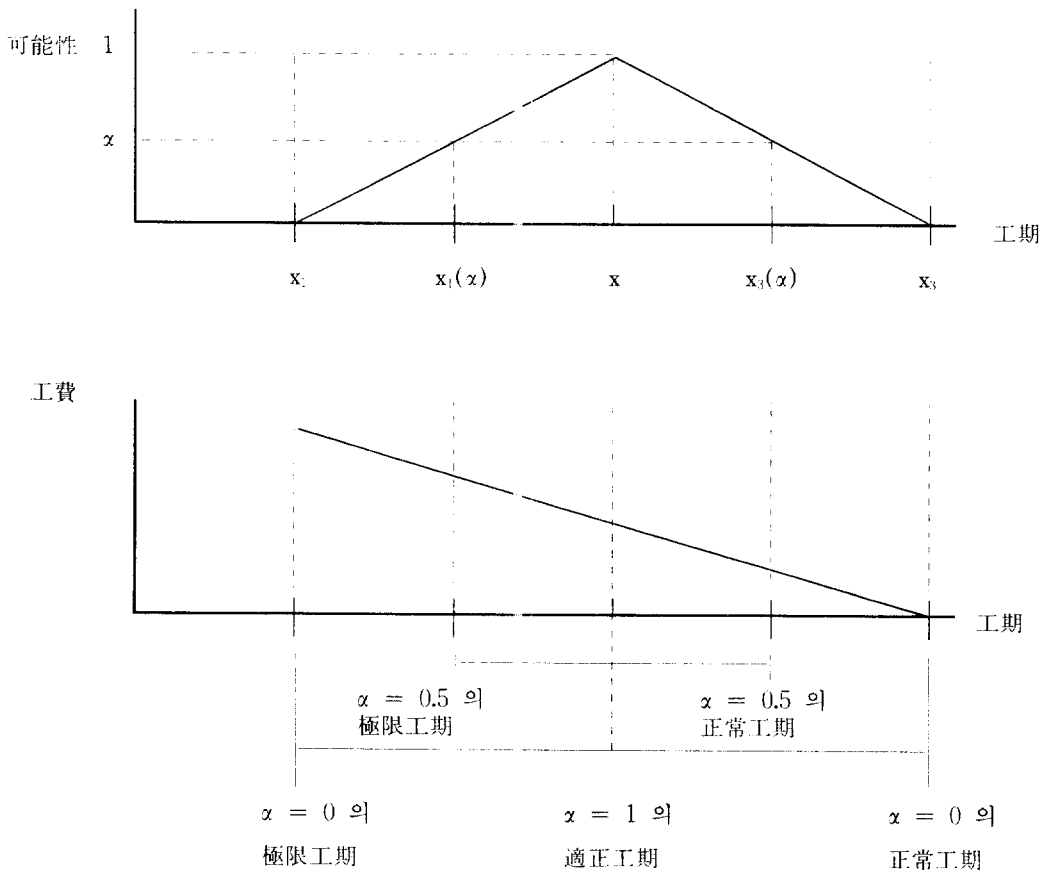 可能性 1
α
工期
x₁ x₁(α) x x₃(α) x₃
工費
工期
α = 0.5 의 α = 0.5 의
極限工期 正常工期
α = 0 의 α = 1 의 α = 0 의
極限工期 適正工期 正常工期